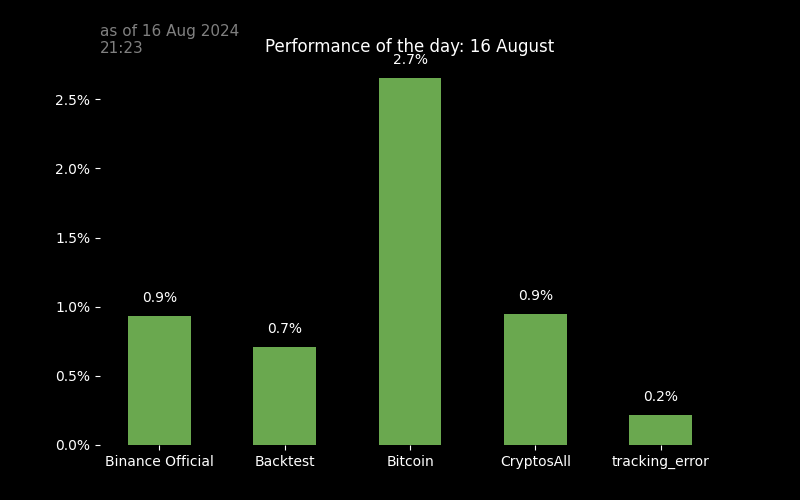 as of 16 Aug 2024
21:23
Performance of the day: 16 August
2.7%
2.5%
2.0%
1.5%
1.0%
0.5%
0.0%
0.9%
0.7%
0.9%
0.2%
Binance Official
Backtest
Bitcoin
CryptosAll
tracking_error